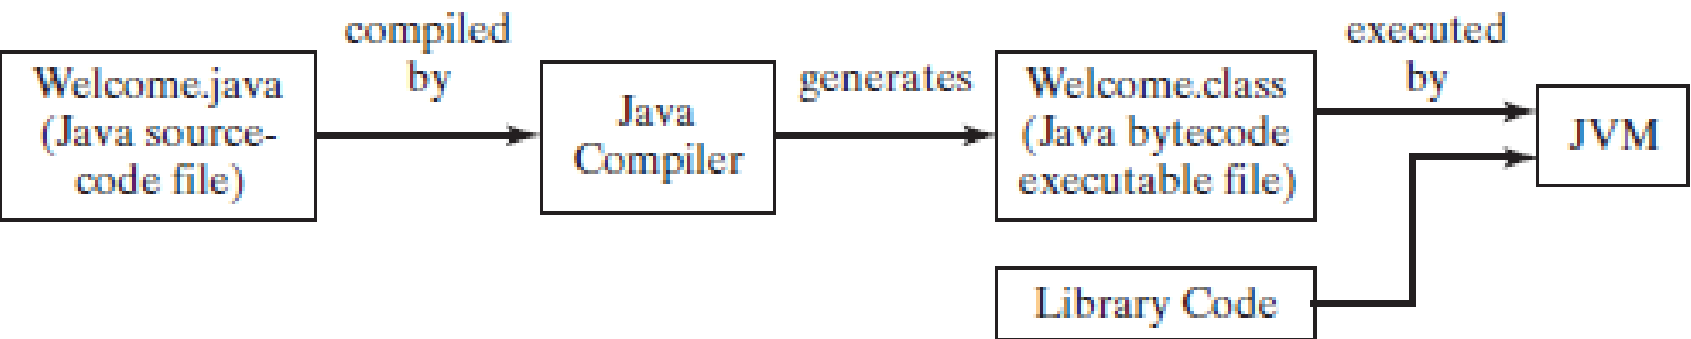 compiled
by
executed
by
Welcome.java
(Java source-
code file)
Java
Compiler
generates
Welcome.class
(Java bytecode
executable file)
JVM
Library Code